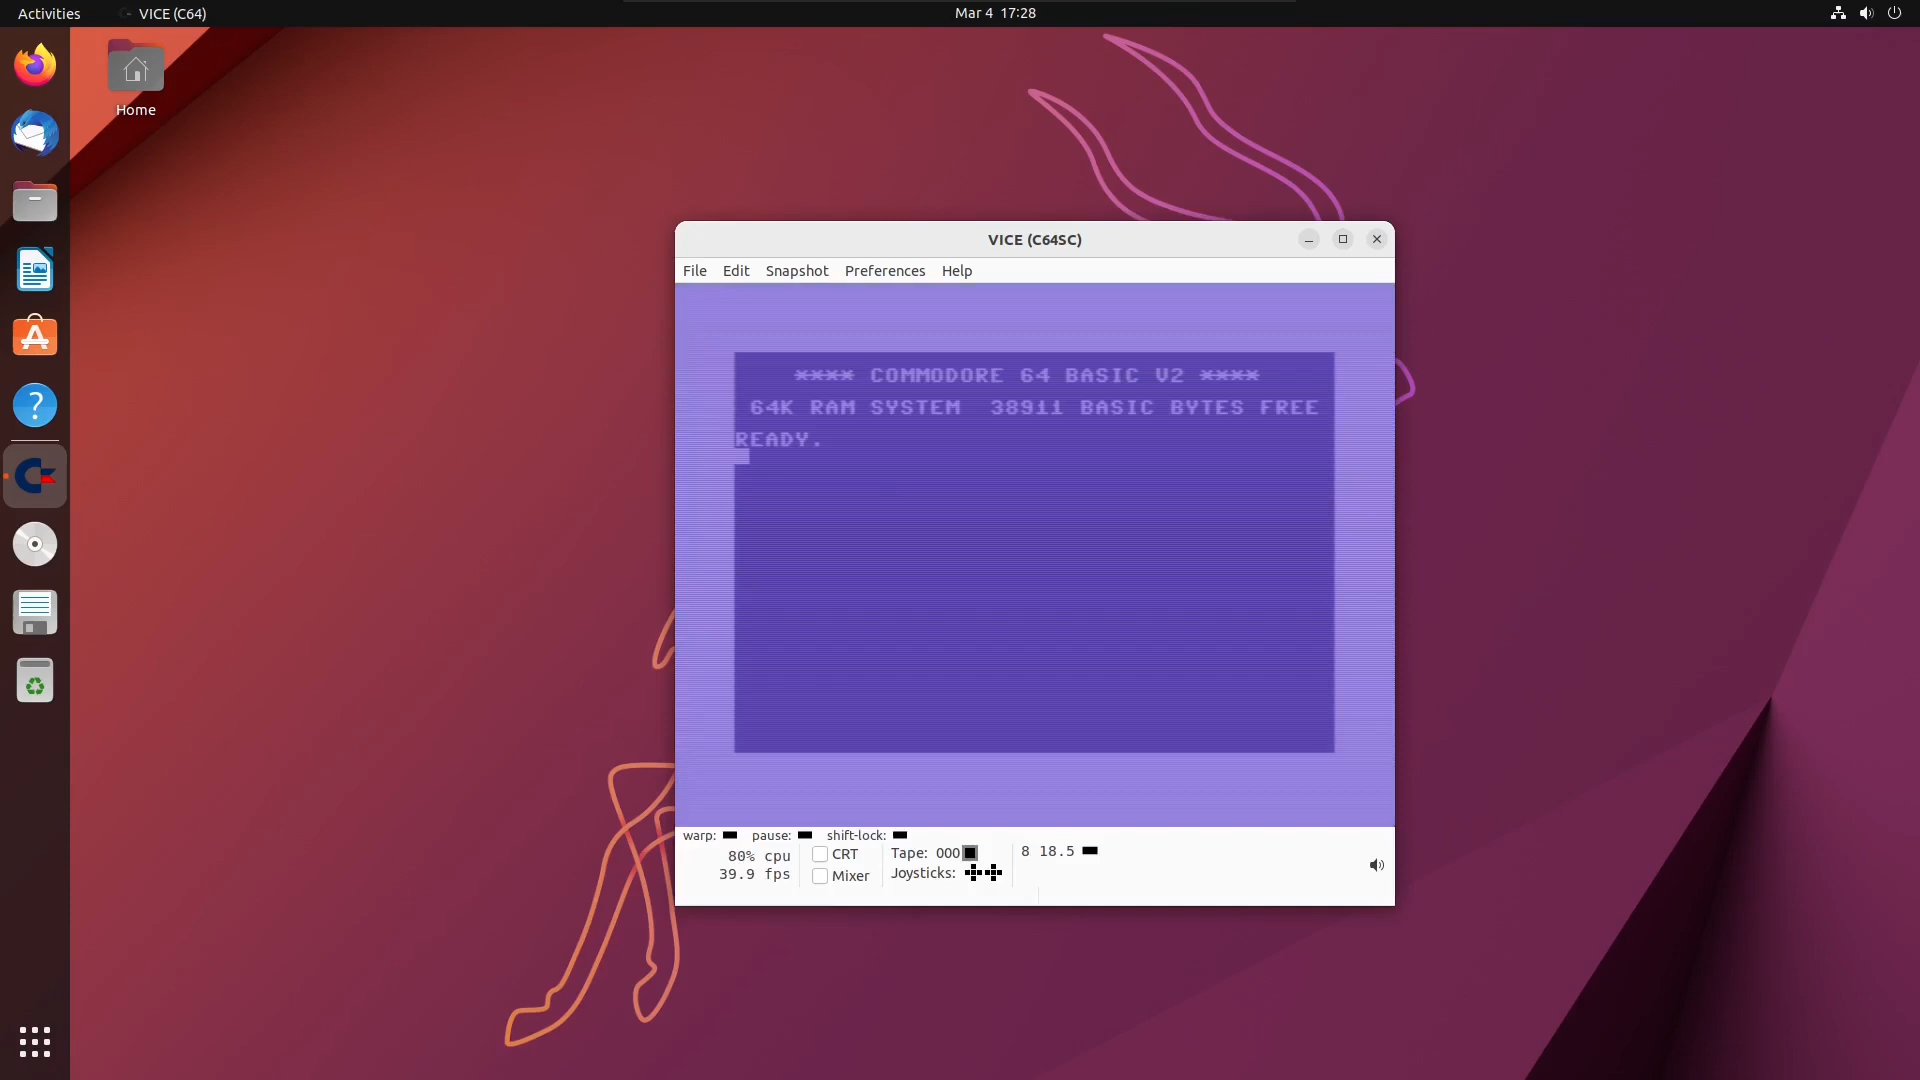 Activities
VICE (C64)
Mar 4 17:28
Home
VICE (C64SC)
File Edit Snapshot Preferences Help
**** COMMODORE 64 BASIC V2 ****
64K RAM SYSTEM 38911 BASIC BYTES FREE
READY.
warp: pause: shift-lock:
80% cpu
39.9 fps
CRT
Mixer
Tape: 000
Joysticks:
8 18.5